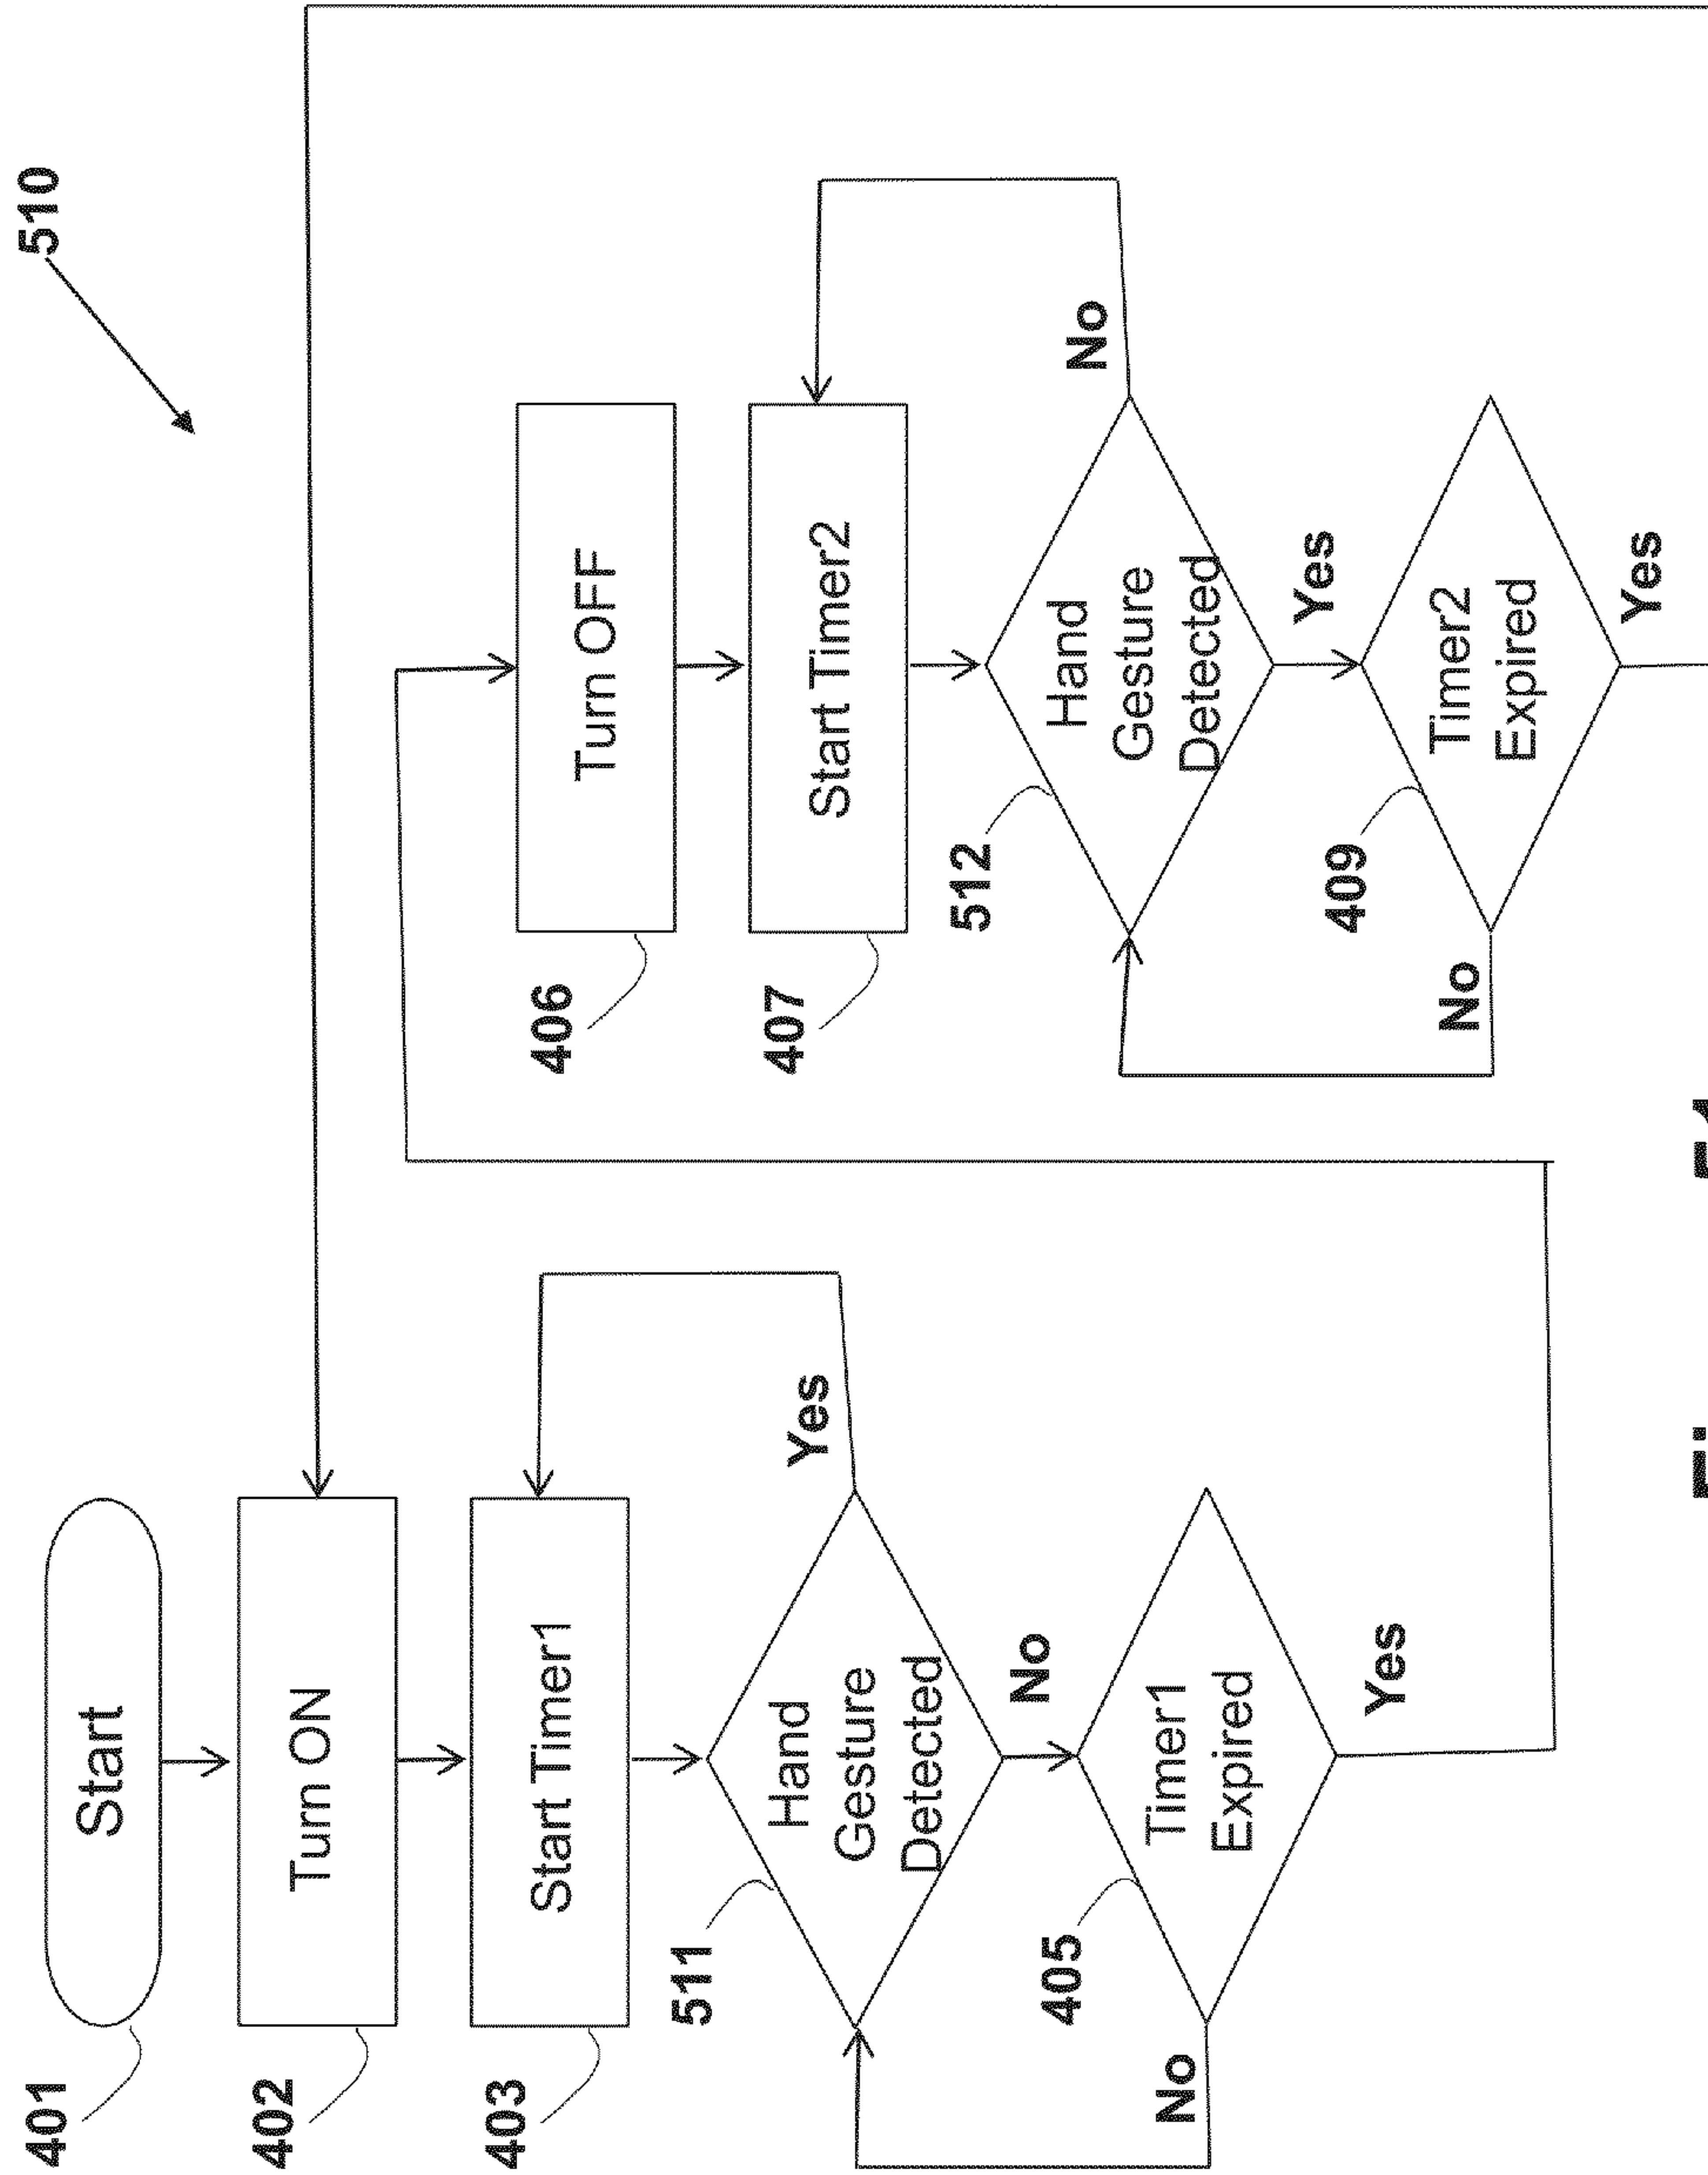 510
401
Start
402
Turn ON
403
Start Timer1
511
Hand
Gesture
Detected
Yes
No
405
Timer1
Expired
No
Yes
406
Turn OFF
407
Start Timer2
512
Hand
Gesture
Detected
No
Yes
409
Timer2
Expired
No
Yes